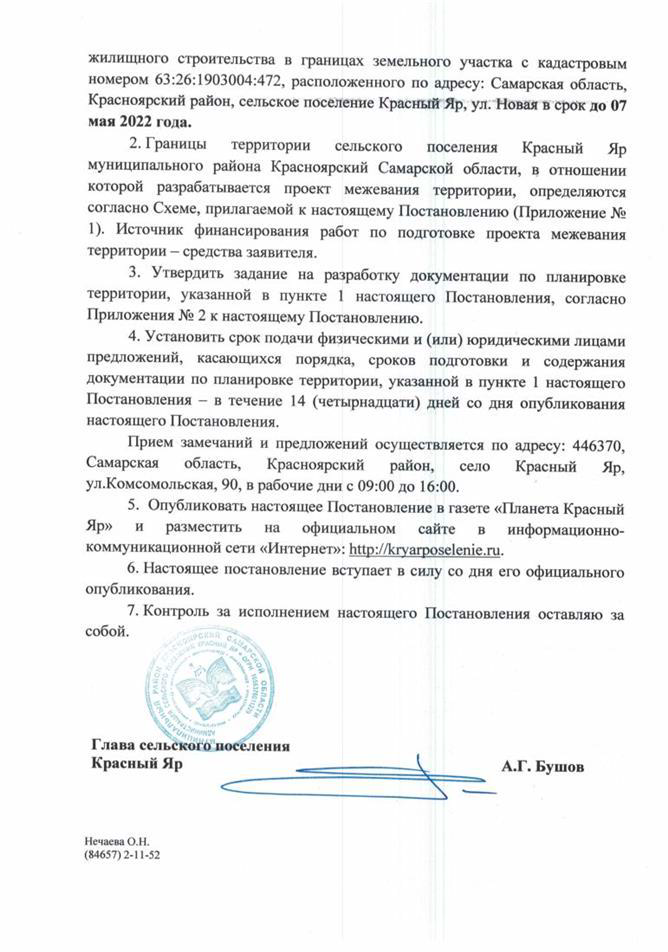 жилищного строительства в границах земельного участка с кадастровым
номером 63:26:1903004:472, расположенного по адресу: Самарская область,
Красноярский район, сельское поселение Красный Яр, ул. Новая в срок до 07
мая 2022 года.
2. Границы территории сельского поселения Красный Яр
муниципального района Красноярский Самарской области, в отношении
которой разрабатывается проект межевания территории, определяются
согласно Схеме, прилагаемой к настоящему Постановлению (Приложение №
1). Источник финансирования работ по подготовке проекта межевания
территории – средства заявителя.
3. Утвердить задание на разработку документации по планировке
территории, указанной в пункте 1 настоящего Постановления, согласно
Приложения № 2 к настоящему Постановлению.
4. Установить срок подачи физическими и (или) юридическими лицами
предложений, касающихся порядка, сроков подготовки и содержания
документации по планировке территории, указанной в пункте 1 настоящего
Постановления – в течение 14 (четырнадцати) дней со дня опубликования
настоящего Постановления.
Прием замечаний и предложений осуществляется по адресу: 446370,
Самарская область, Красноярский район, село Красный Яр,
ул.Комсомольская, 90, в рабочие дни с 09:00 до 16:00.
5. Опубликовать настоящее Постановление в газете «Планета Красный
Яр» и разместить на официальном сайте в информационно-
коммуникационной сети «Интернет»: http://kryarposelenie.ru.
6. Настоящее постановление вступает в силу со дня его официального
опубликования.
7. Контроль за исполнением настоящего Постановления оставляю за
собой.
Глава сельского поселения
Красный Яр А.Г. Бушов
Нечаева О.Н.
(84657) 2-11-52